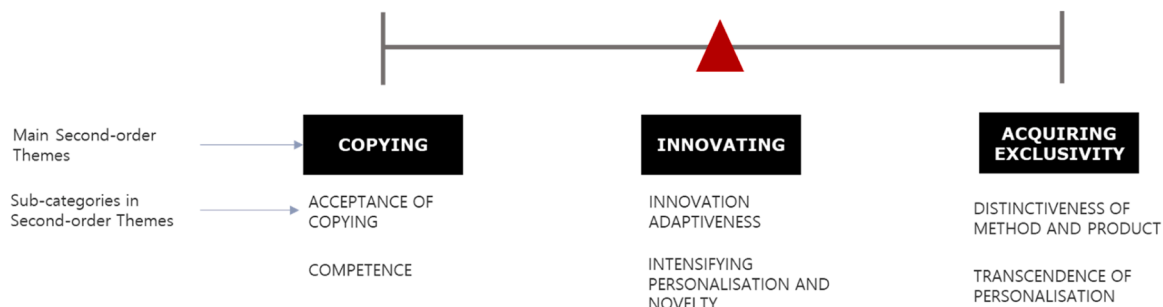 Main Second-order
Themes
COPYING
INNOVATING
ACQUIRING
EXCLUSIVITY
Sub-categories in
Second-order Themes
ACCEPTANCE OF
COPYING
INNOVATION
ADAPTIVENESS
DISTINCTIVENESS OF
METHOD AND PRODUCT
COMPETENCE
INTENSIFYING
PERSONALISATION AND
NOVELTY
TRANSCENDENCE OF
PERSONALISATION